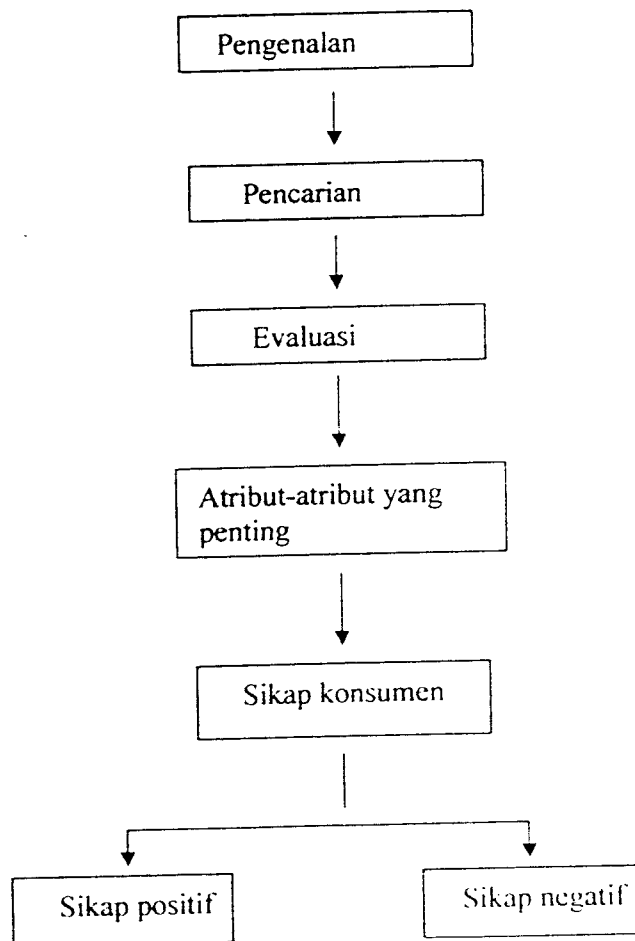 Pengenalan
Pencarian
Evaluasi
Atribut-atribut yang
penting
Sikap konsumen
Sikap positif
Sikap negatif